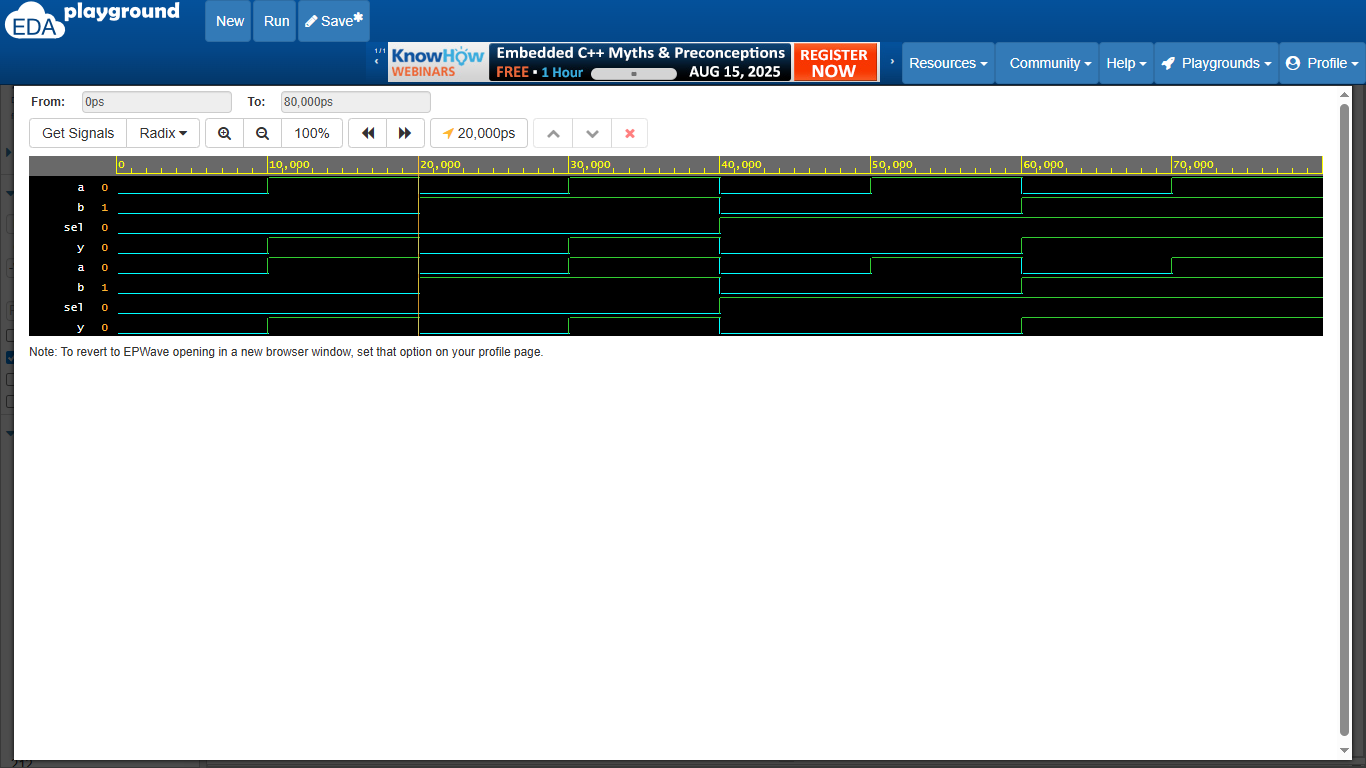 EDA playground
New Run Save*
1/1
KnowHow WEBINARS
Embedded C++ Myths & Preconceptions
FREE • 1 Hour AUG 15, 2025
REGISTER NOW
Resources Community Help Playgrounds Profile
From: 0ps To: 80,000ps
Get Signals Radix 100% 20,000ps
0 10,000 20,000 30,000 40,000 50,000 60,000 70,000
a 0
b 1
sel 0
y 0
a 0
b 1
sel 0
y 0
Note: To revert to EPWave opening in a new browser window, set that option on your profile page.